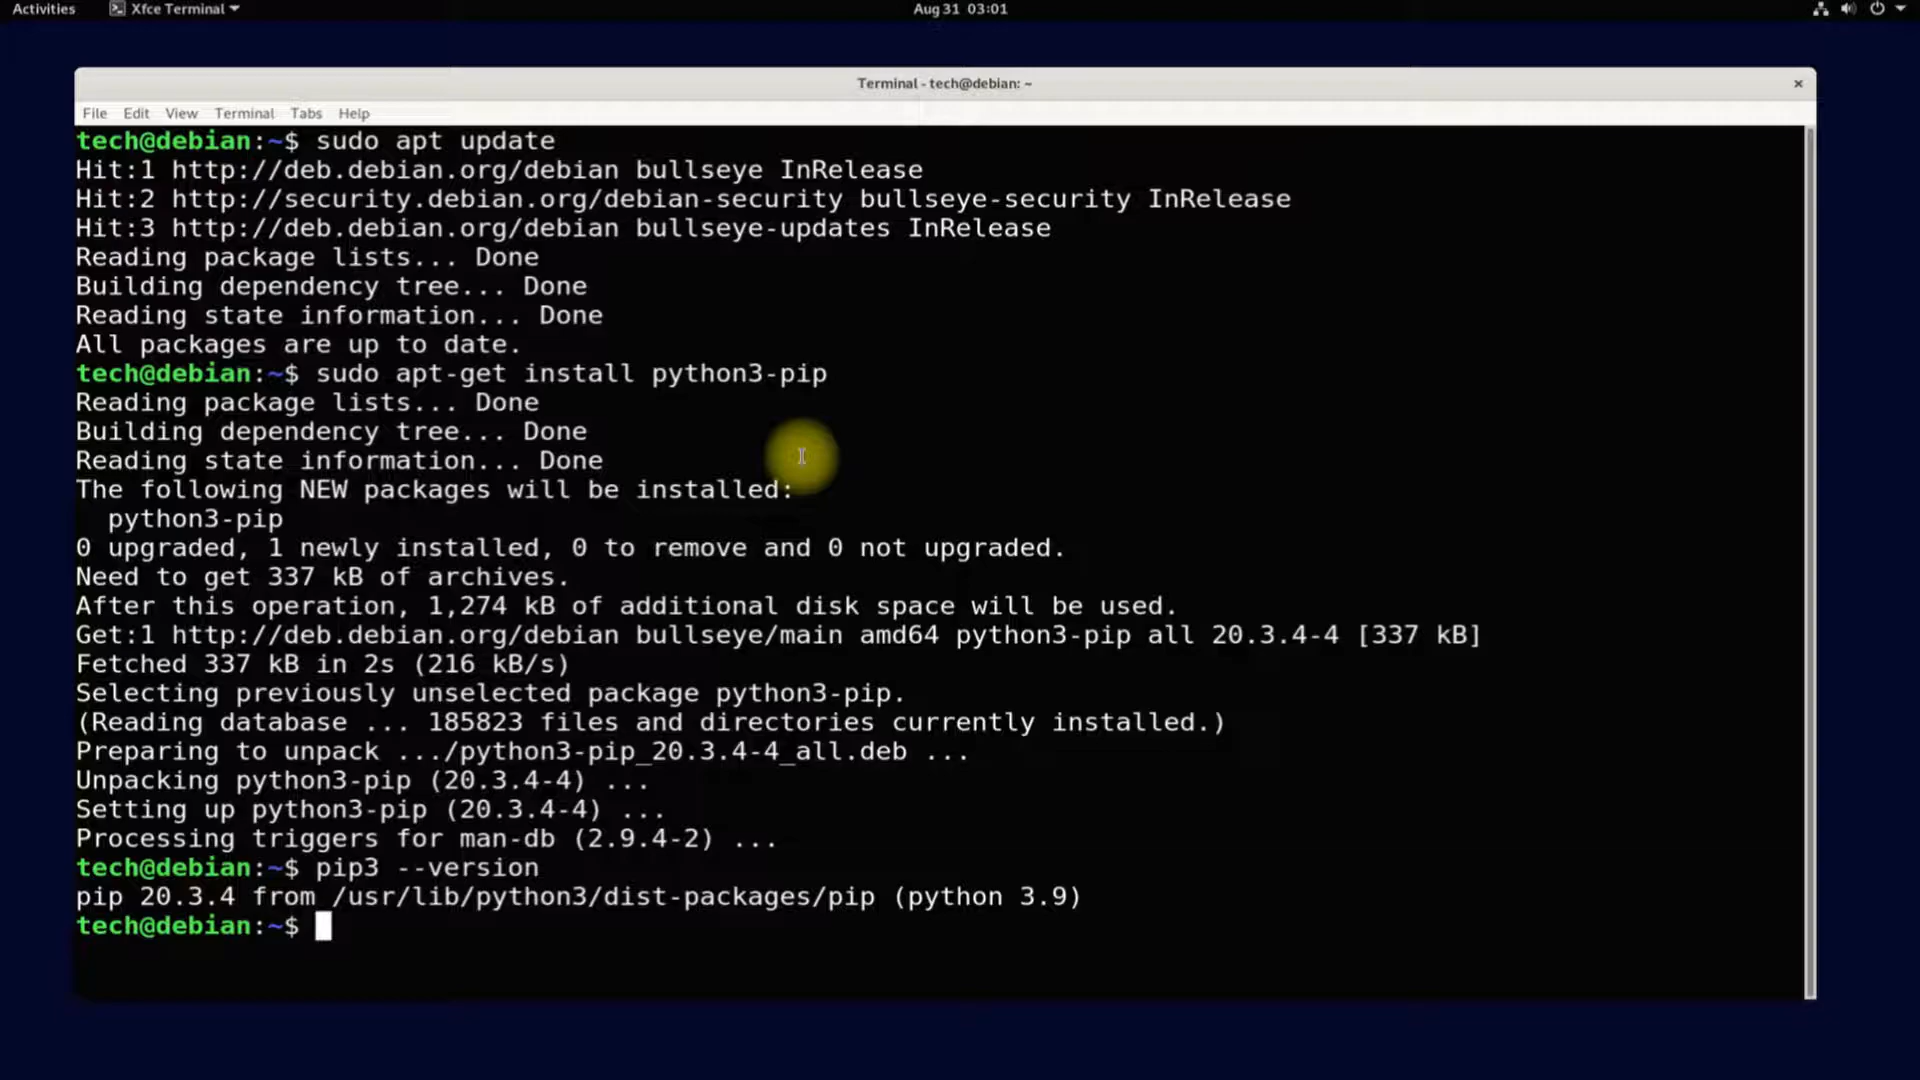 Activities Xfce Terminal Aug 31 03:01
Terminal - tech@debian: ~
File Edit View Terminal Tabs Help
tech@debian:~$ sudo apt update
Hit:1 http://deb.debian.org/debian bullseye InRelease
Hit:2 http://security.debian.org/debian-security bullseye-security InRelease
Hit:3 http://deb.debian.org/debian bullseye-updates InRelease
Reading package lists... Done
Building dependency tree... Done
Reading state information... Done
All packages are up to date.
tech@debian:~$ sudo apt-get install python3-pip
Reading package lists... Done
Building dependency tree... Done
Reading state information... Done
The following NEW packages will be installed:
  python3-pip
0 upgraded, 1 newly installed, 0 to remove and 0 not upgraded.
Need to get 337 kB of archives.
After this operation, 1,274 kB of additional disk space will be used.
Get:1 http://deb.debian.org/debian bullseye/main amd64 python3-pip all 20.3.4-4 [337 kB]
Fetched 337 kB in 2s (216 kB/s)
Selecting previously unselected package python3-pip.
(Reading database ... 185823 files and directories currently installed.)
Preparing to unpack .../python3-pip_20.3.4-4_all.deb ...
Unpacking python3-pip (20.3.4-4) ...
Setting up python3-pip (20.3.4-4) ...
Processing triggers for man-db (2.9.4-2) ...
tech@debian:~$ pip3 --version
pip 20.3.4 from /usr/lib/python3/dist-packages/pip (python 3.9)
tech@debian:~$